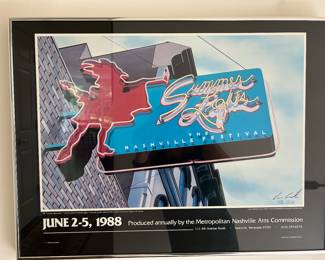 Summer
Lights
THE
NASHVILLE FESTIVAL
JUNE 2-5, 1988 Produced annually by the Metropolitan Nashville Arts Commission